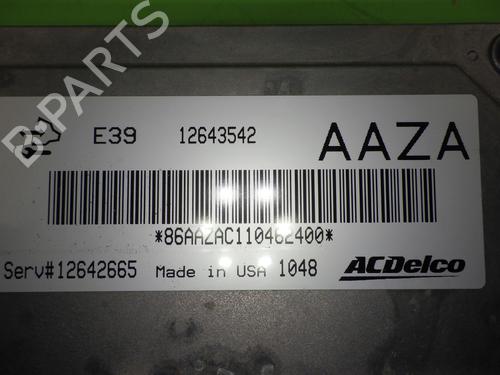 B-PARTS
E39 12643542 AAZA
*86AAZAC110462400*
Serv#12642665 Made in USA 1048 ACDelco